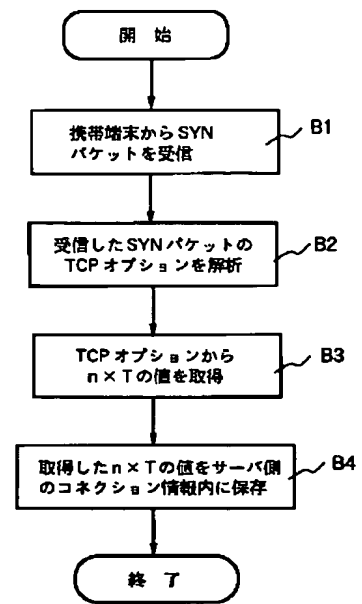 開 始
携帯端末からSYN
パケットを受信
B1
受信したSYNパケットの
TCPオプションを解析
B2
TCPオプションから
n×Tの値を取得
B3
取得したn×Tの値をサーバ側
のコネクション情報内に保存
B4
終 了